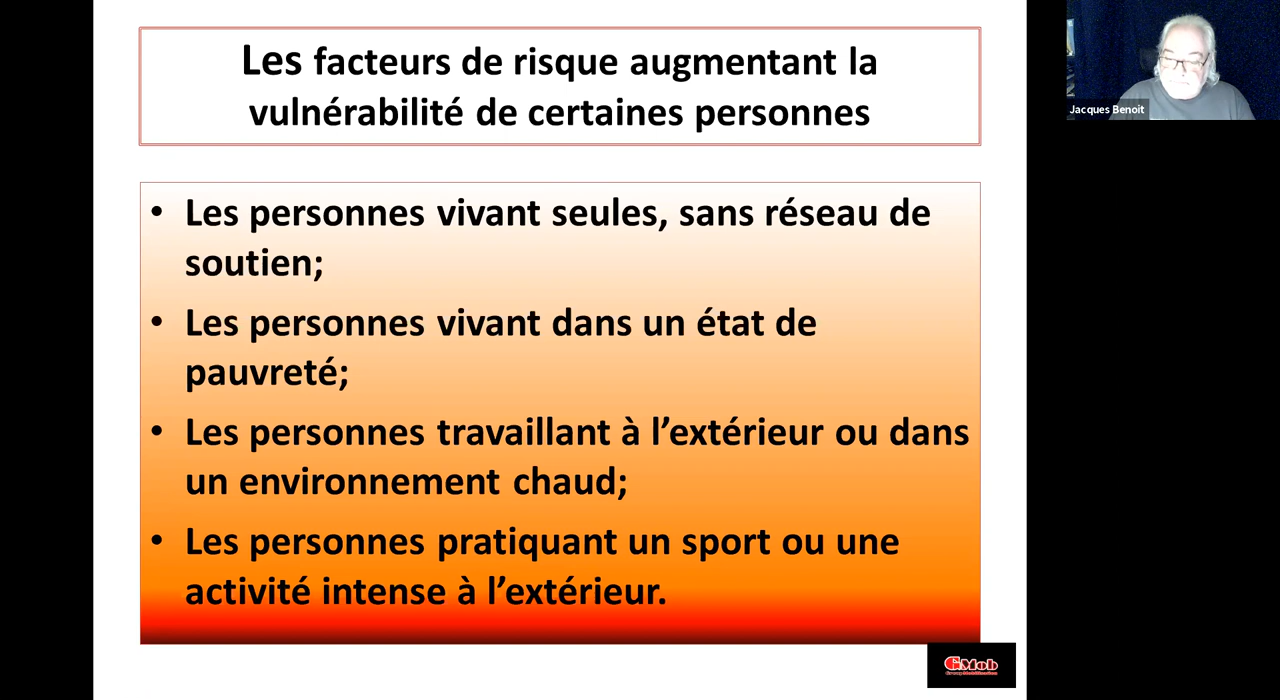 Les facteurs de risque augmentant la
vulnérabilité de certaines personnes
• Les personnes vivant seules, sans réseau de
soutien;
• Les personnes vivant dans un état de
pauvreté;
• Les personnes travaillant à l’extérieur ou dans
un environnement chaud;
• Les personnes pratiquant un sport ou une
activité intense à l’extérieur.
Jacques Benoit
GMob